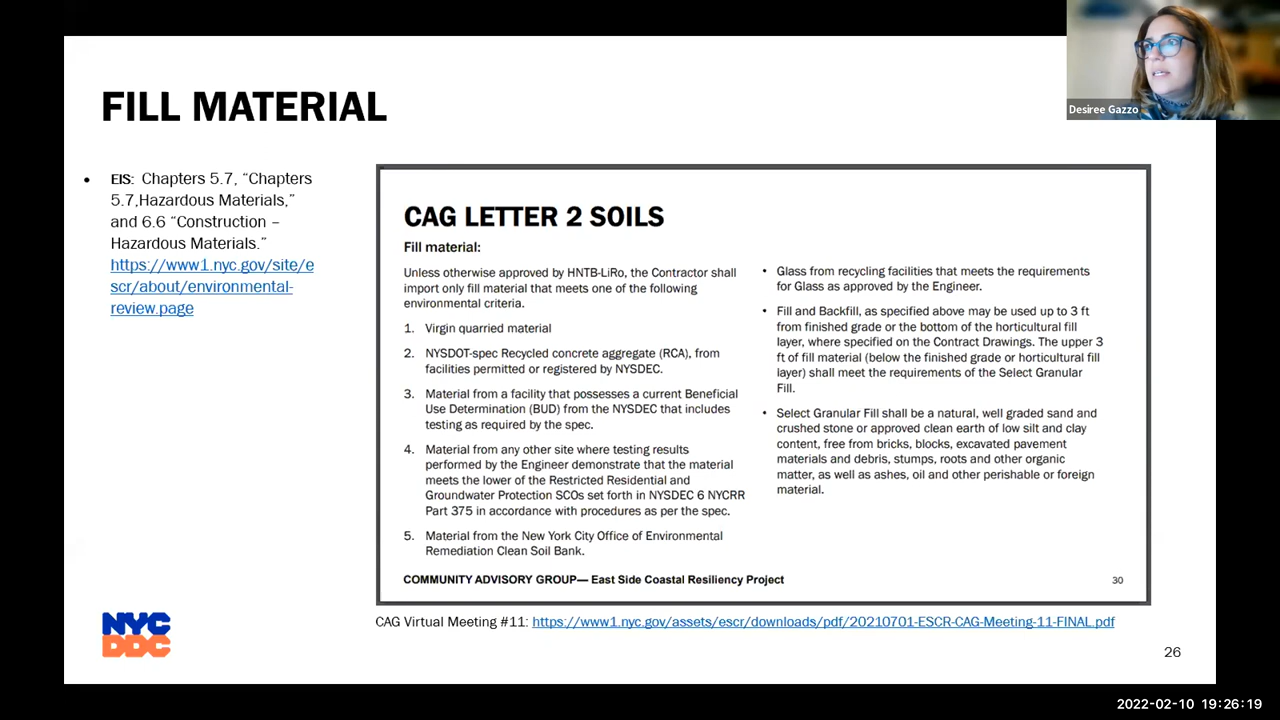 Desiree Gazzo
FILL MATERIAL
• EIS: Chapters 5.7, “Chapters
5.7,Hazardous Materials,”
and 6.6 “Construction –
Hazardous Materials.”
https://www1.nyc.gov/site/e
scr/about/environmental-
review.page
CAG LETTER 2 SOILS
Fill material:
Unless otherwise approved by HNTB-LiRo, the Contractor shall
import only fill material that meets one of the following
environmental criteria.
1. Virgin quarried material
2. NYSDOT-spec Recycled concrete aggregate (RCA), from
facilities permitted or registered by NYSDEC.
3. Material from a facility that possesses a current Beneficial
Use Determination (BUD) from the NYSDEC that includes
testing as required by the spec.
4. Material from any other site where testing results
performed by the Engineer demonstrate that the material
meets the lower of the Restricted Residential and
Groundwater Protection SCOs set forth in NYSDEC 6 NYCRR
Part 375 in accordance with procedures as per the spec.
5. Material from the New York City Office of Environmental
Remediation Clean Soil Bank.
• Glass from recycling facilities that meets the requirements
for Glass as approved by the Engineer.
• Fill and Backfill, as specified above may be used up to 3 ft
from finished grade or the bottom of the horticultural fill
layer, where specified on the Contract Drawings. The upper 3
ft of fill material (below the finished grade or horticultural fill
layer) shall meet the requirements of the Select Granular
Fill.
• Select Granular Fill shall be a natural, well graded sand and
crushed stone or approved clean earth of low silt and clay
content, free from bricks, blocks, excavated pavement
materials and debris, stumps, roots and other organic
matter, as well as ashes, oil and other perishable or foreign
material.
COMMUNITY ADVISORY GROUP— East Side Coastal Resiliency Project
30
CAG Virtual Meeting #11: https://www1.nyc.gov/assets/escr/downloads/pdf/20210701-ESCR-CAG-Meeting-11-FINAL.pdf
NYC
DDC
26
2022-02-10 19:26:19